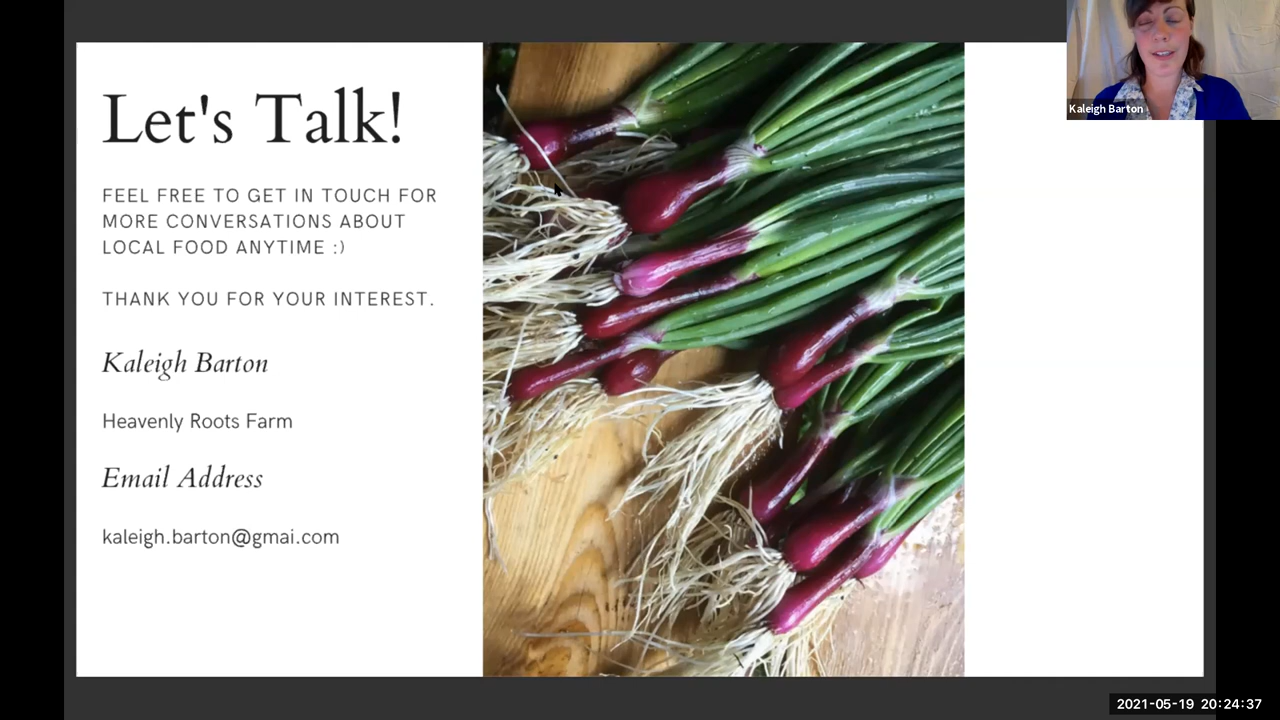 Let's Talk!
FEEL FREE TO GET IN TOUCH FOR
MORE CONVERSATIONS ABOUT
LOCAL FOOD ANYTIME :)
THANK YOU FOR YOUR INTEREST.
Kaleigh Barton
Heavenly Roots Farm
Email Address
kaleigh.barton@gmai.com
Kaleigh Barton
2021-05-19 20:24:37